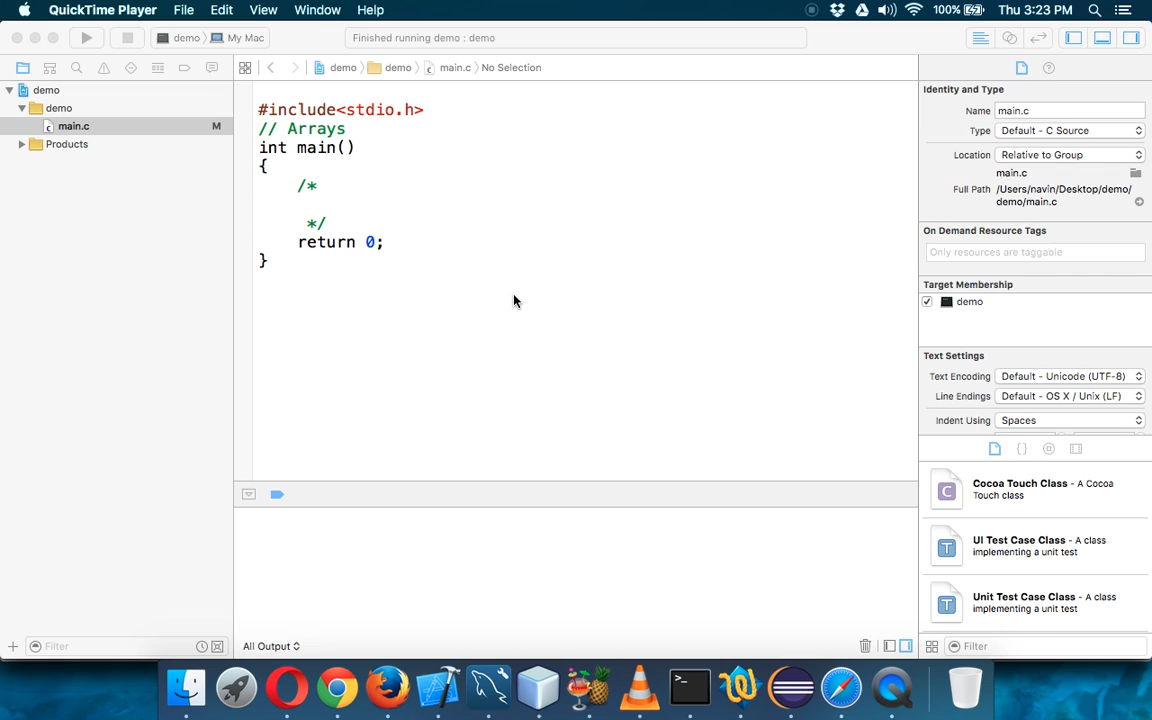 QuickTime Player File Edit View Window Help 100% Thu 3:23 PM
demo My Mac Finished running demo : demo
demo demo main.c No Selection
demo
demo
main.c M
Products
#include<stdio.h>
// Arrays
int main()
{
/*
*/
return 0;
}
Identity and Type
Name main.c
Type Default - C Source
Location Relative to Group
main.c
Full Path /Users/navin/Desktop/demo/
demo/main.c
On Demand Resource Tags
Only resources are taggable
Target Membership
demo
Text Settings
Text Encoding Default - Unicode (UTF-8)
Line Endings Default - OS X / Unix (LF)
Indent Using Spaces
{ }
C Cocoa Touch Class - A Cocoa
Touch class
T UI Test Case Class - A class
implementing a unit test
T Unit Test Case Class - A class
implementing a unit test
Filter All Output Filter
>_